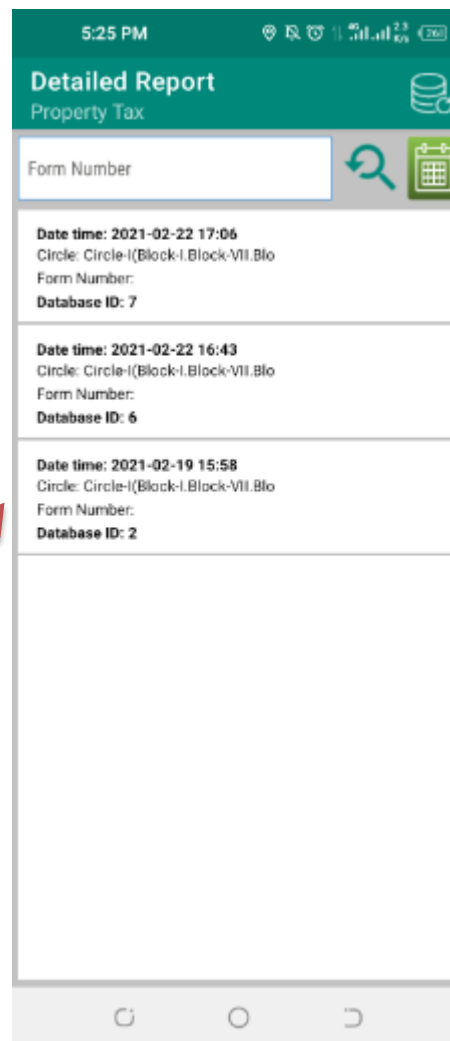 5:25 PM
Detailed Report
Property Tax
Form Number
Date time: 2021-02-22 17:06
Circle: Circle-I(Block-I.Block-VII.Blo
Form Number:
Database ID: 7
Date time: 2021-02-22 16:43
Circle: Circle-I(Block-I.Block-VII.Blo
Form Number:
Database ID: 6
Date time: 2021-02-19 15:58
Circle: Circle-I(Block-I.Block-VII.Blo
Form Number:
Database ID: 2